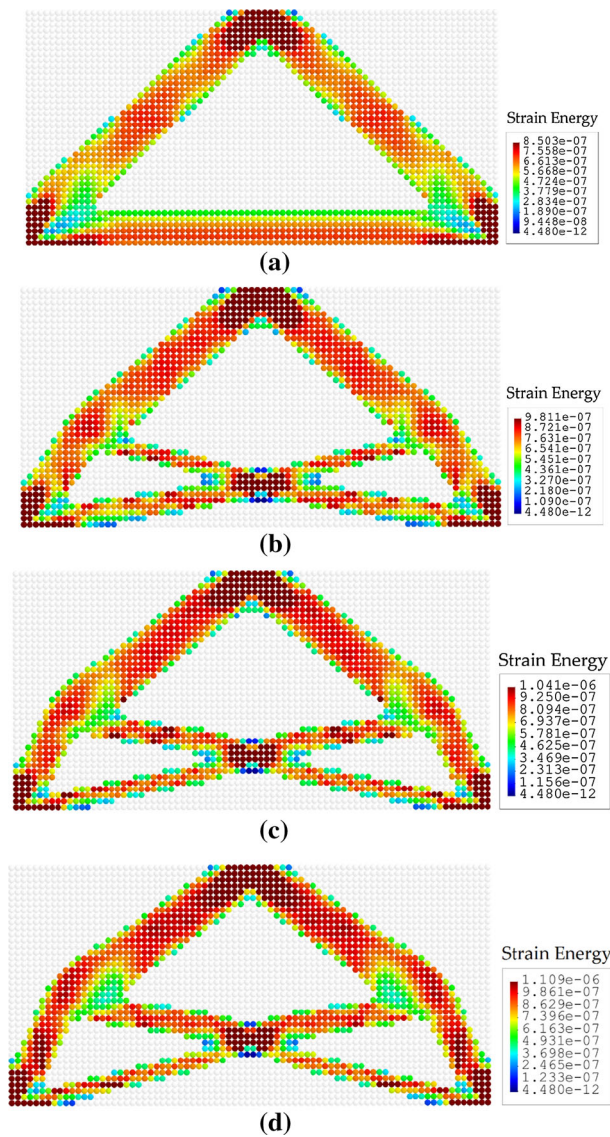 Strain Energy
8.503e-07
7.558e-07
6.613e-07
5.668e-07
4.724e-07
3.779e-07
2.834e-07
1.890e-07
9.448e-08
4.480e-12
(a)
Strain Energy
9.811e-07
8.721e-07
7.631e-07
6.541e-07
5.451e-07
4.361e-07
3.270e-07
2.180e-07
1.090e-07
4.480e-12
(b)
Strain Energy
1.041e-06
9.250e-07
8.094e-07
6.937e-07
5.781e-07
4.625e-07
3.469e-07
2.313e-07
1.156e-07
4.480e-12
(c)
Strain Energy
1.109e-06
9.861e-07
8.629e-07
7.396e-07
6.163e-07
4.931e-07
3.698e-07
2.465e-07
1.233e-07
4.480e-12
(d)